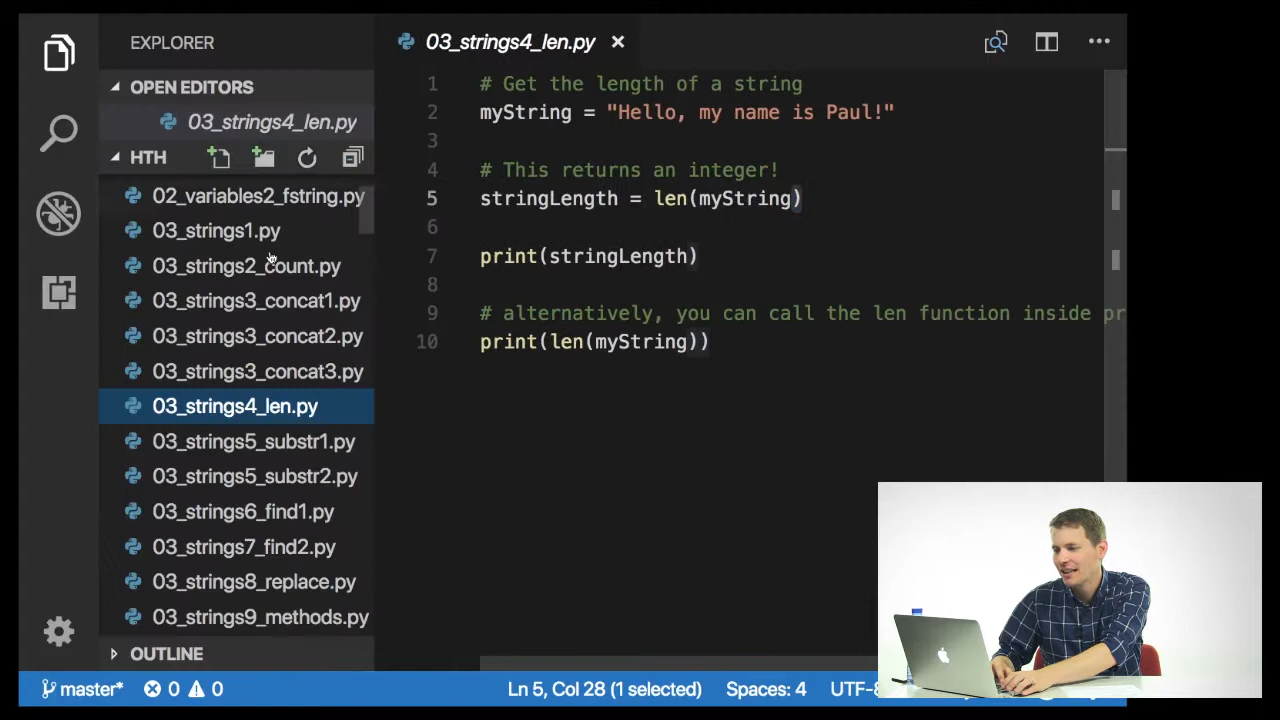 EXPLORER
03_strings4_len.py
OPEN EDITORS
03_strings4_len.py
HTH
02_variables2_fstring.py
03_strings1.py
03_strings2_count.py
03_strings3_concat1.py
03_strings3_concat2.py
03_strings3_concat3.py
03_strings4_len.py
03_strings5_substr1.py
03_strings5_substr2.py
03_strings6_find1.py
03_strings7_find2.py
03_strings8_replace.py
03_strings9_methods.py
OUTLINE
1 # Get the length of a string
2 myString = "Hello, my name is Paul!"
3
4 # This returns an integer!
5 stringLength = len(myString)
6
7 print(stringLength)
8
9 # alternatively, you can call the len function inside pr
10 print(len(myString))
master* 0 0 Ln 5, Col 28 (1 selected) Spaces: 4 UTF-8